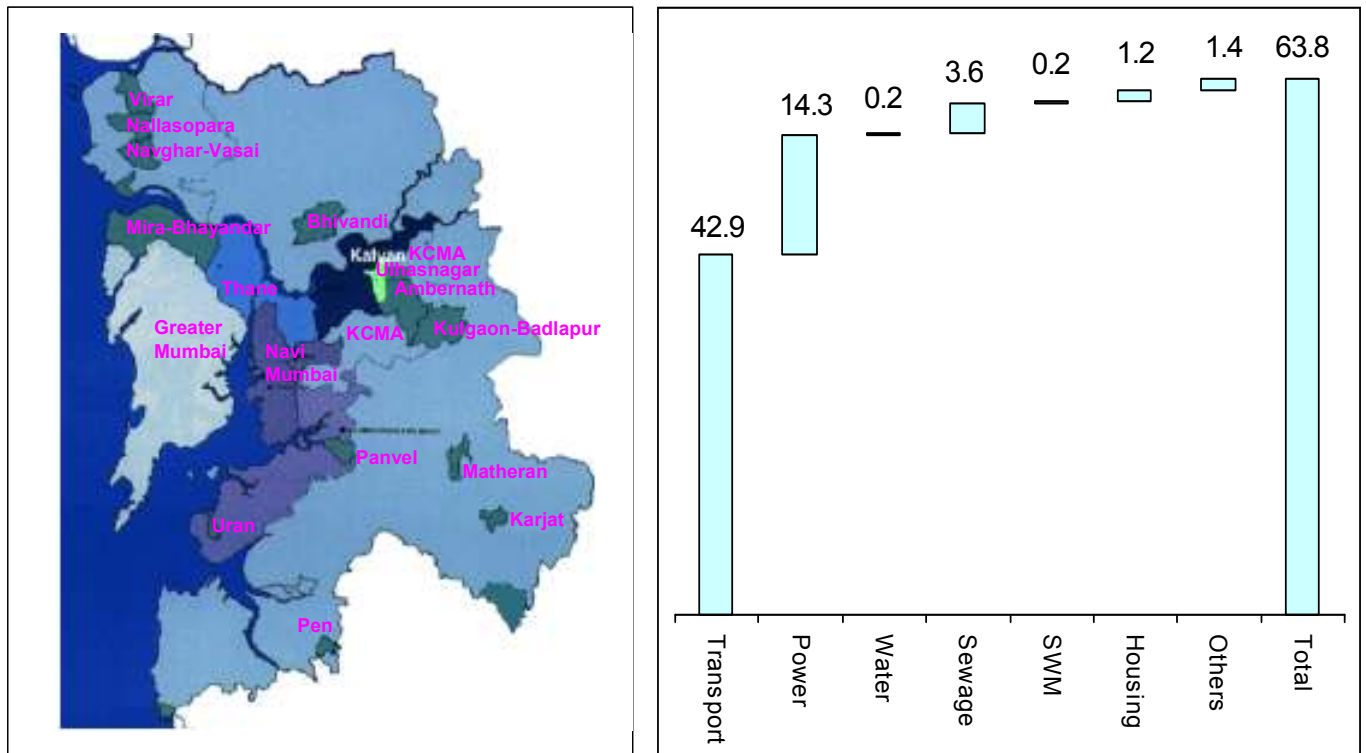 Virar
Nallasopara
Navghar-Vasai
Mira-Bhayandar
Bhivandi
Kalyan
KCMA
Ulhasnagar
Ambernath
Thane
Greater
Mumbai
KCMA
Kulgaon-Badlapur
Navi
Mumbai
Panvel
Matheran
Uran
Karjat
Pen
42.9
14.3
0.2
3.6
0.2
1.2
1.4
63.8
Transport
Power
Water
Sewage
SWM
Housing
Others
Total